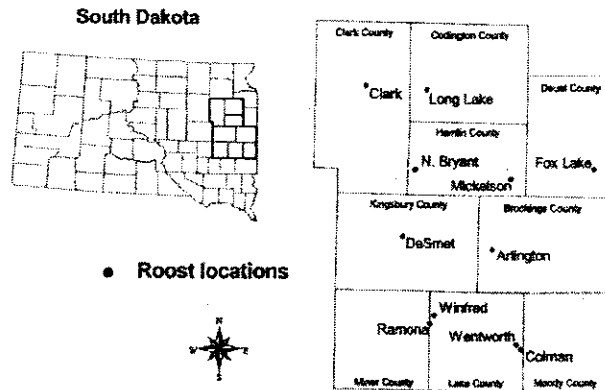 South Dakota
Clark County
Codington County
Clark
Long Lake
Deuel County
Hamlin County
N. Bryant
Fox Lake
Mickelson
Kingsbury County
Brookings County
DeSmet
Arlington
Roost locations
Winfred
Ramona
Wentworth
Colman
N
W E
S
Miner County
Lake County
Moody County